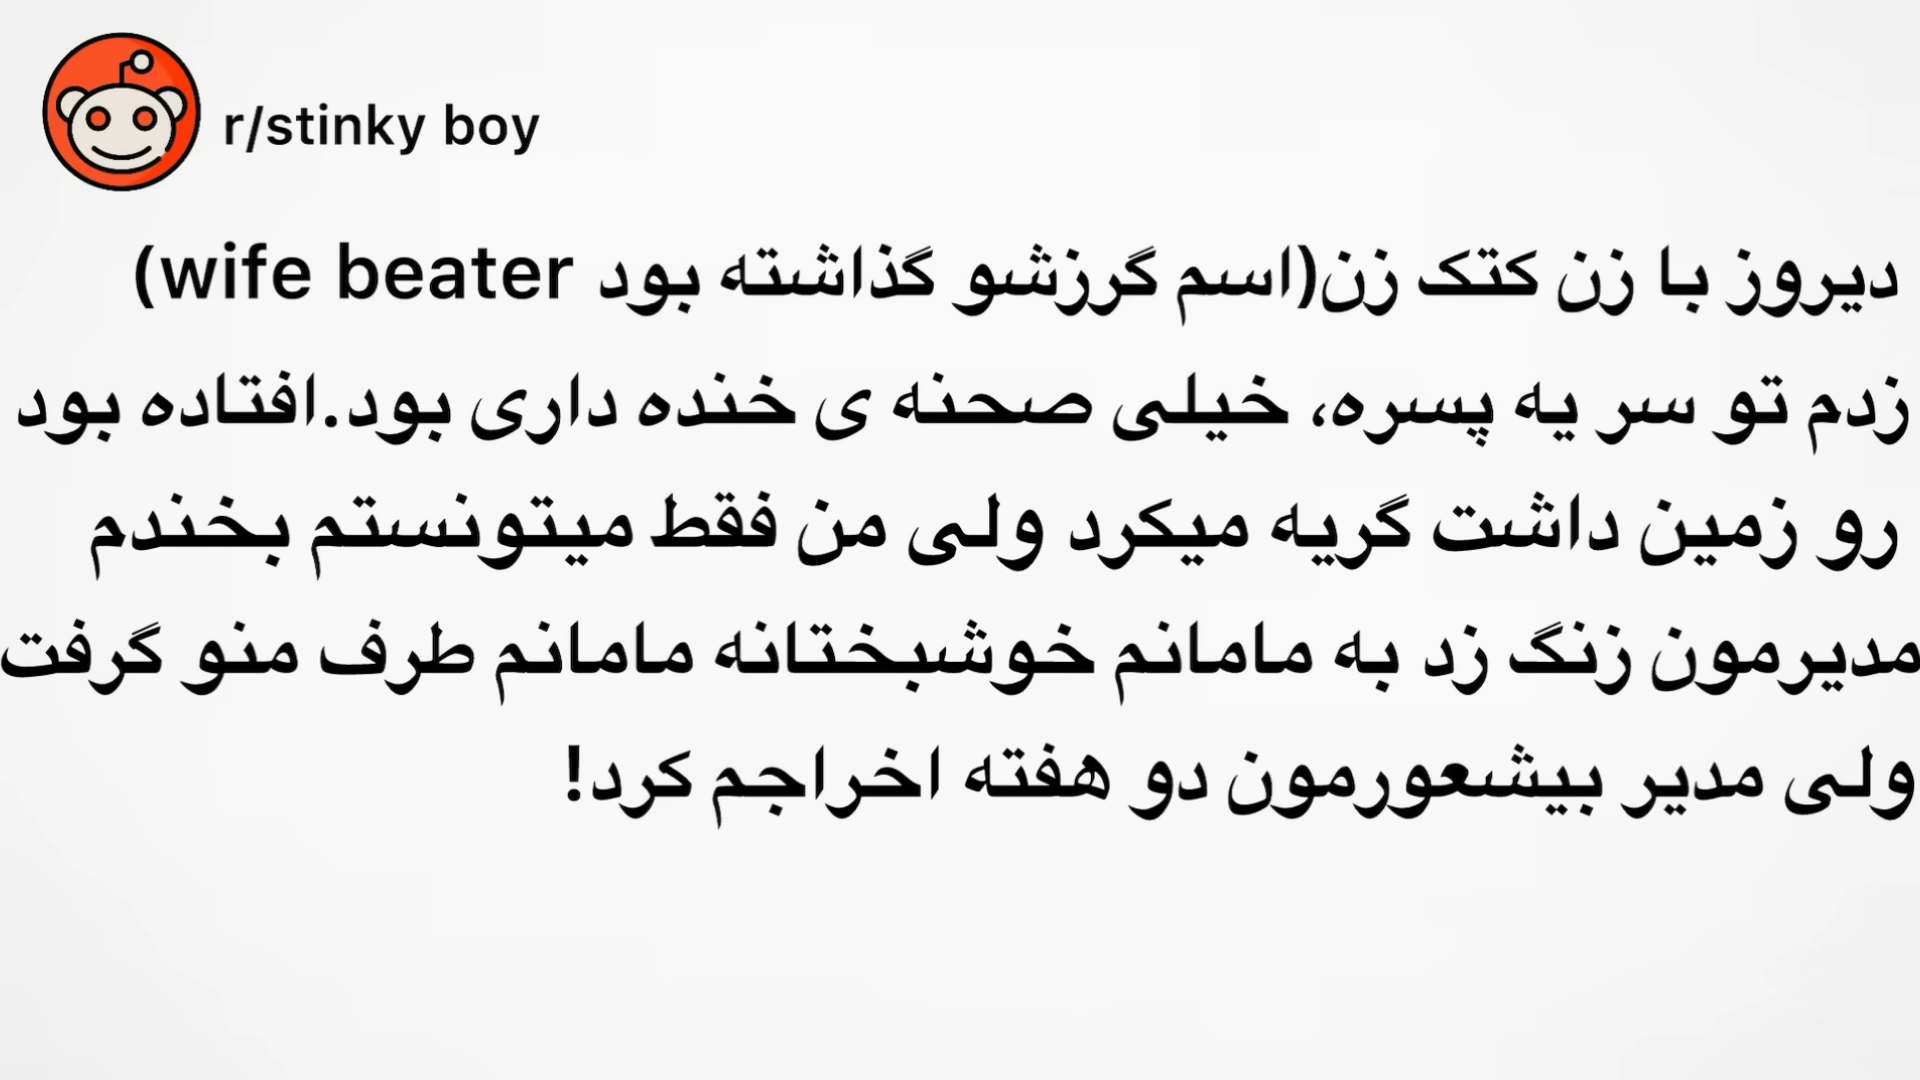 r/stinky boy
دیروز با زن کتک زن(اسم گرزشو گذاشته بود wife beater)
زدم تو سر یه پسره، خیلی صحنه ی خنده داری بود.افتاده بود
رو زمین داشت گریه میکرد ولی من فقط میتونستم بخندم
مدیرمون زنگ زد به مامانم خوشبختانه مامانم طرف منو گرفت
ولی مدیر بیشعورمون دو هفته اخراجم کرد!